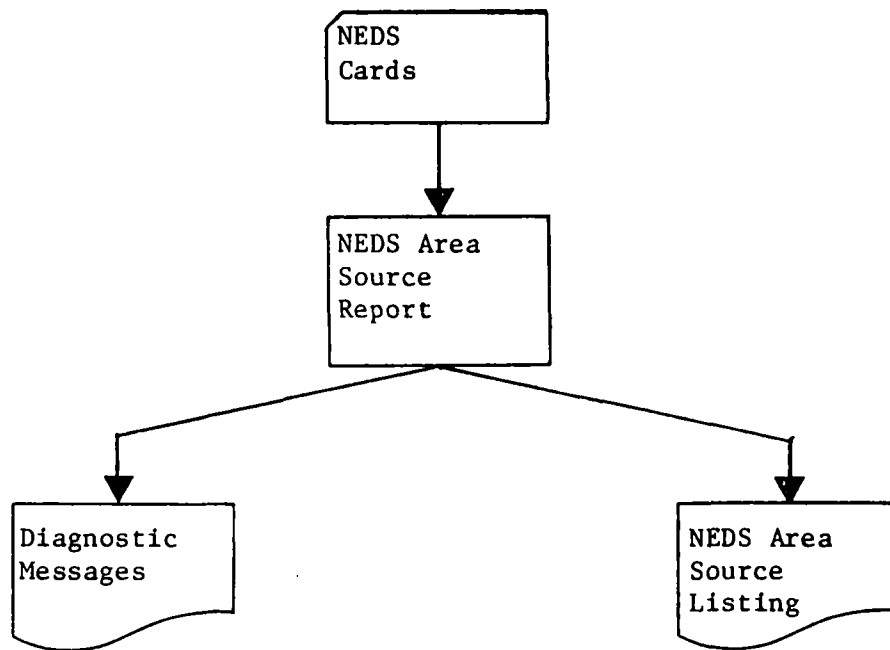 NEDS
Cards
NEDS Area
Source
Report
Diagnostic
Messages
NEDS Area
Source
Listing